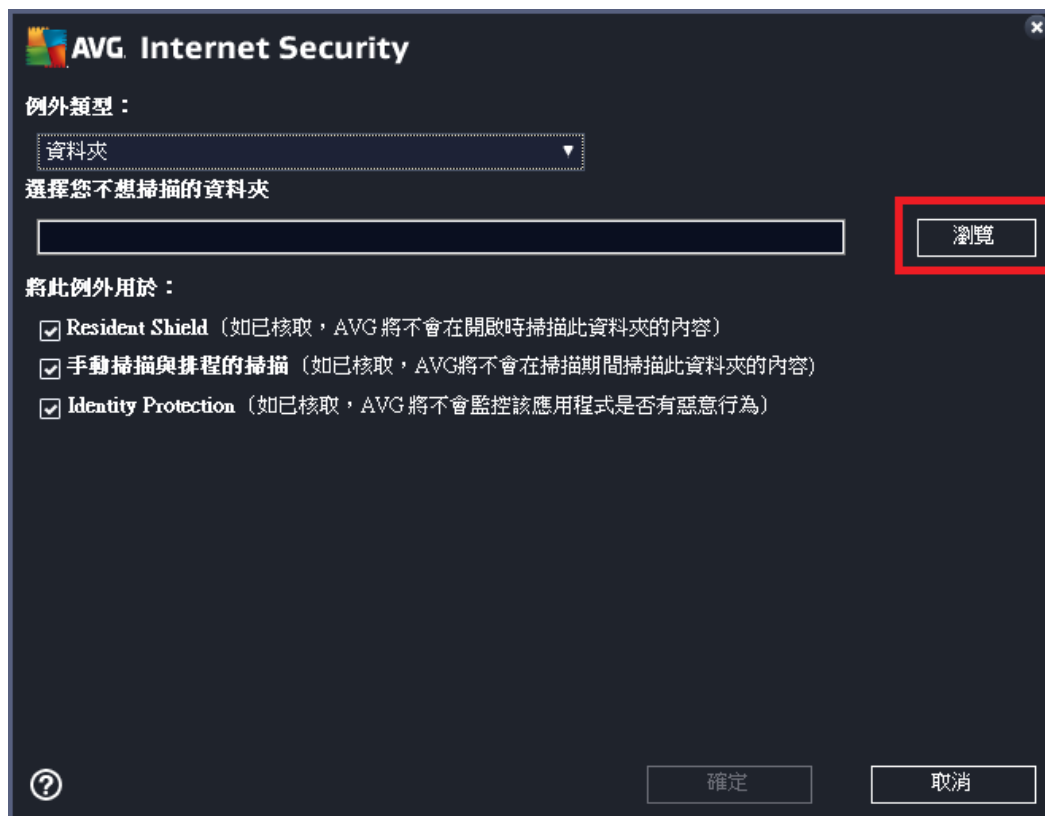 AVG. Internet Security
例外類型：
資料夾
選擇您不想掃描的資料夾
瀏覽
將此例外用於：
Resident Shield（如已核取，AVG 將不會在開啟時掃描此資料夾的內容）
手動掃描與排程的掃描（如已核取，AVG將不會在掃描期間掃描此資料夾的內容)
Identity Protection（如已核取，AVG 將不會監控該應用程式是否有惡意行為）
確定
取消